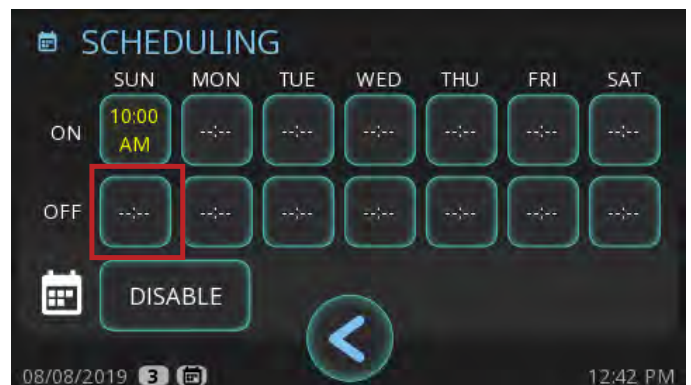 SCHEDULING
SUN MON TUE WED THU FRI SAT
ON 10:00 AM --:-- --:-- --:-- --:-- --:-- --:--
OFF --:-- --:-- --:-- --:-- --:-- --:-- --:--
DISABLE
08/08/2019 3 12:42 PM